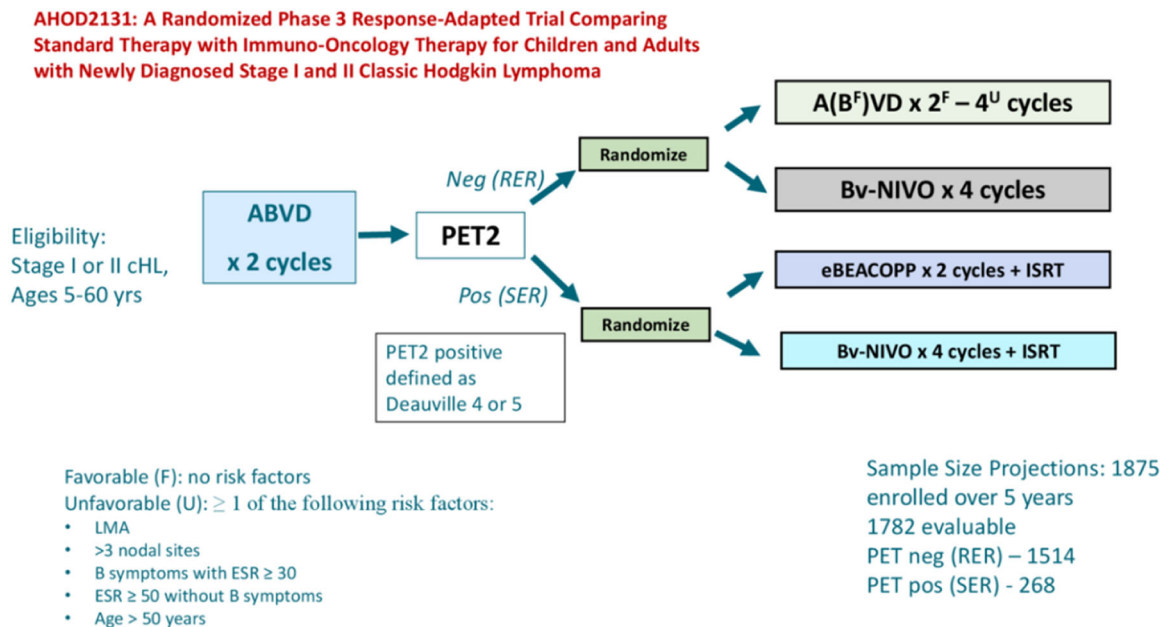 AHOD2131: A Randomized Phase 3 Response-Adapted Trial Comparing
Standard Therapy with Immuno-Oncology Therapy for Children and Adults
with Newly Diagnosed Stage I and II Classic Hodgkin Lymphoma
Eligibility:
Stage I or II cHL,
Ages 5-60 yrs
ABVD
x 2 cycles
PET2
Neg (RER)
Pos (SER)
PET2 positive
defined as
Deauville 4 or 5
Randomize
Randomize
A(Bᶠ)VD x 2ᶠ – 4ᵁ cycles
Bv-NIVO x 4 cycles
eBEACOPP x 2 cycles + ISRT
Bv-NIVO x 4 cycles + ISRT
Favorable (F): no risk factors
Unfavorable (U): ≥ 1 of the following risk factors:
• LMA
• >3 nodal sites
• B symptoms with ESR ≥ 30
• ESR ≥ 50 without B symptoms
• Age > 50 years
Sample Size Projections: 1875
enrolled over 5 years
1782 evaluable
PET neg (RER) – 1514
PET pos (SER) - 268